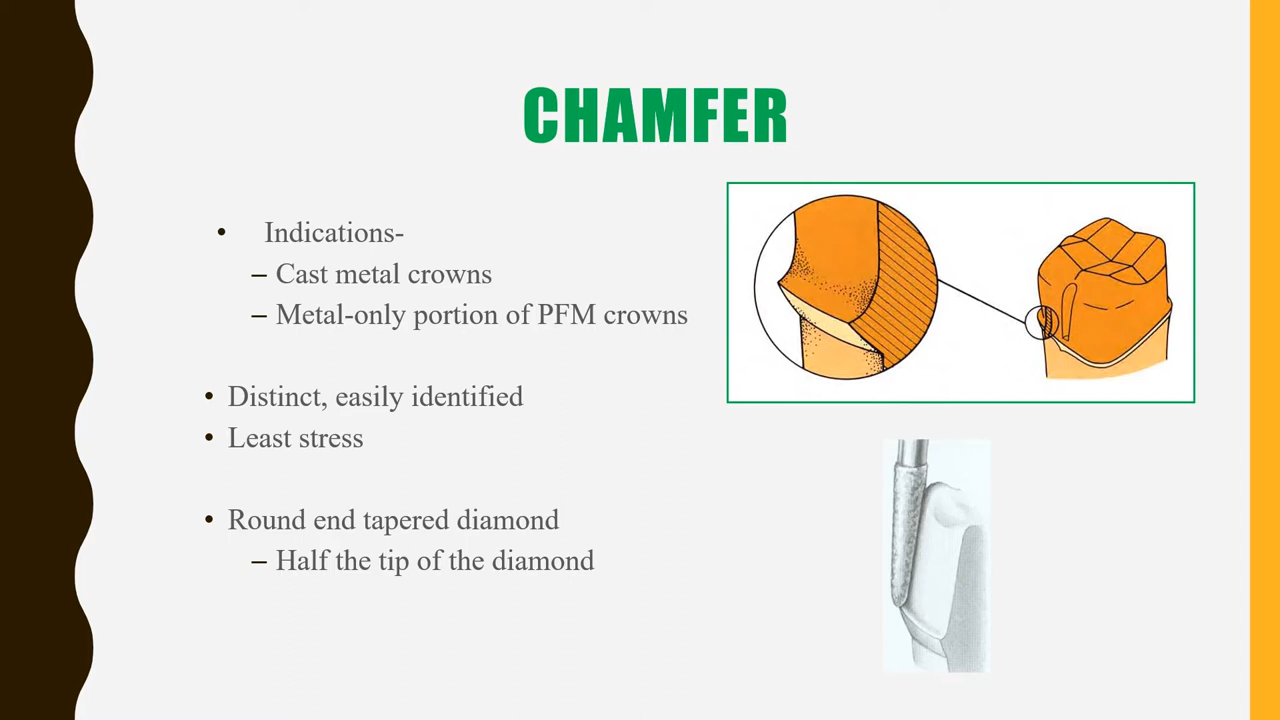 CHAMFER
• Indications-
– Cast metal crowns
– Metal-only portion of PFM crowns
• Distinct, easily identified
• Least stress
• Round end tapered diamond
– Half the tip of the diamond